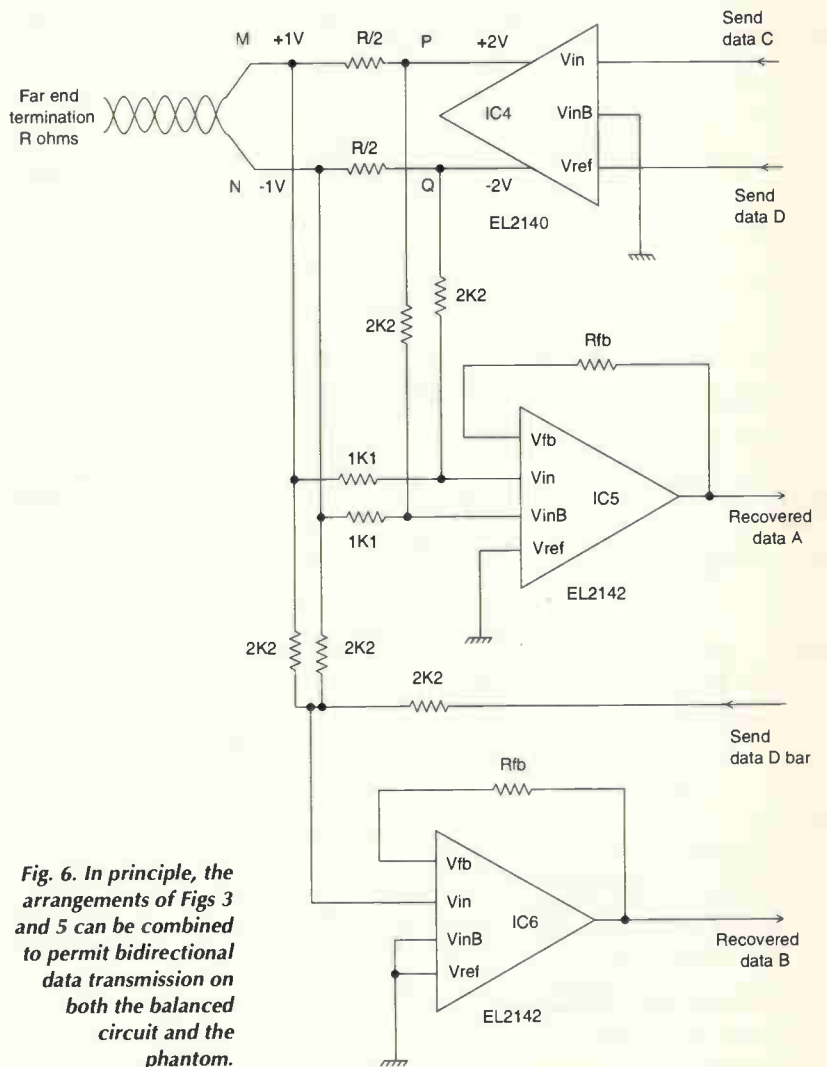 Send
data C
M
+1V
R/2
P
+2V
Vin
Far end
termination
R ohms
IC4
VinB
R/2
Vref
N
-1V
Q
-2V
Send
data D
EL2140
2K2
2K2
Rfb
Vfb
1K1
Vin
IC5
VinB
Recovered
data A
1K1
Vref
EL2142
2K2
2K2
2K2
Send
data D bar
Rfb
Vfb
Vin
IC6
VinB
Recovered
data B
Vref
EL2142
Fig. 6. In principle, the
arrangements of Figs 3
and 5 can be combined
to permit bidirectional
data transmission on
both the balanced
circuit and the
phantom.